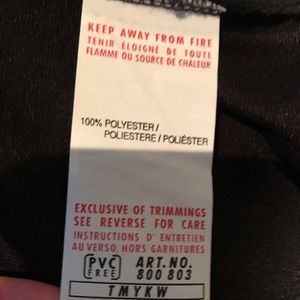 KEEP AWAY FROM FIRE
TENIR ÉLOIGNÉ DE TOUTE
FLAMME OU SOURCE DE CHALEUR
100% POLYESTER /
POLIESTERE / POLIÉSTER
EXCLUSIVE OF TRIMMINGS
SEE REVERSE FOR CARE
INSTRUCTIONS D' ENTRETIEN
AU VERSO, HORS GARNITURES
PVC FREE
ART.NO.
800 803
TMYKW